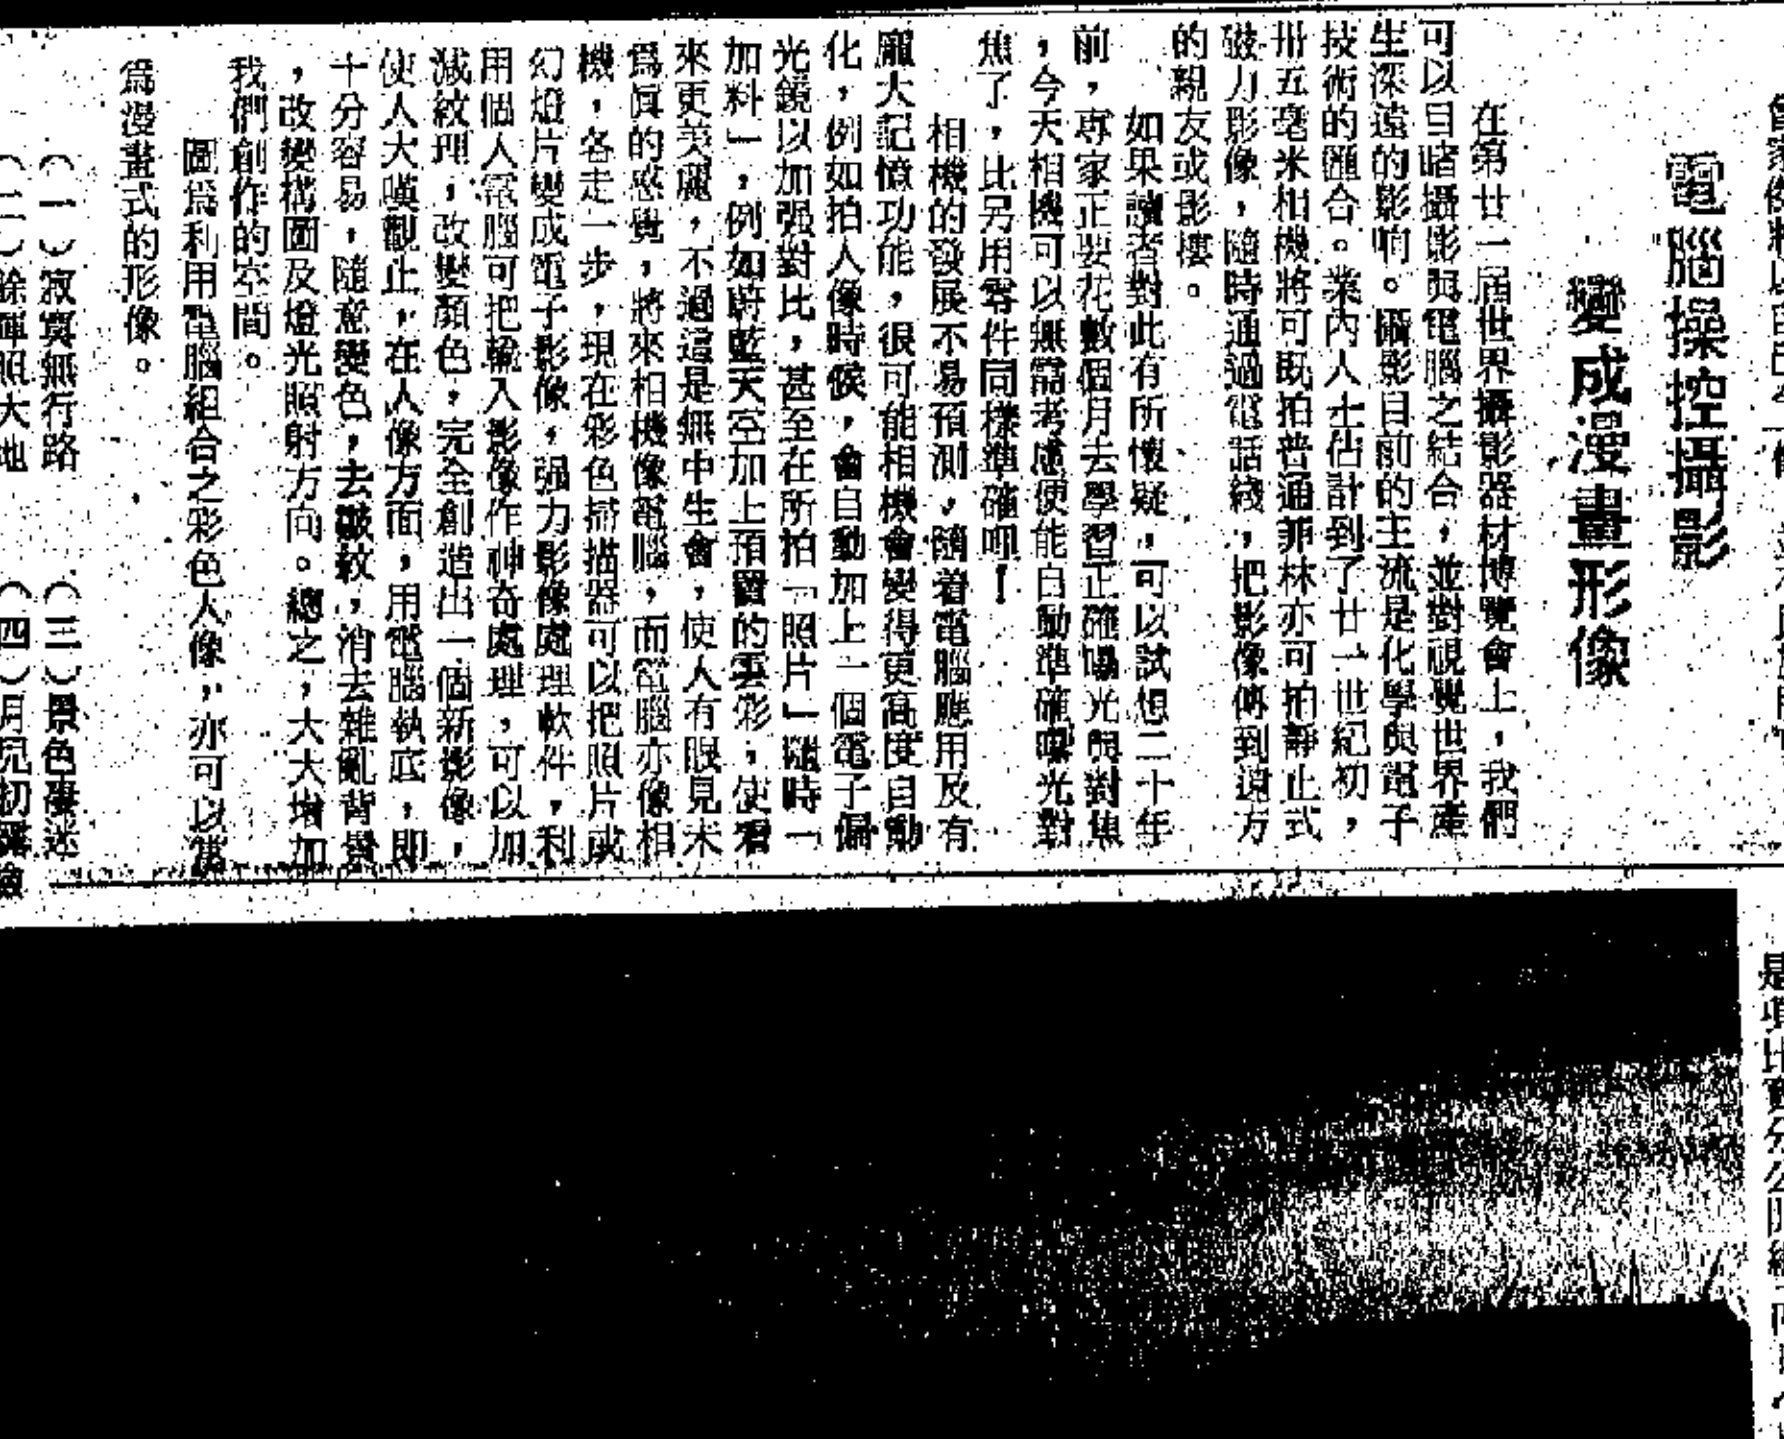 電腦操控攝影
變成漫畫形像
在第廿一屆世界攝影器材博覽會上，我們
可以目睹攝影與電腦之結合，並對視覺世界產
生深遠的影响。攝影目前的主流是化學與電子
技術的匯合。業內人士估計到了廿一世紀初，
卅五毫米相機將可既拍普通菲林亦可拍靜止式
磁力影像，隨時通過電話綫，把影像傳到遠方
的親友或影樓。
如果讀者對此有所懷疑，可以試想二十年
前，專家正要花數個月去學習正確曝光與對焦
，今天相機可以無需考慮便能自動準確曝光對
焦了，比另用零件同樣準確呢！
相機的發展不易預測，隨着電腦應用及有
龐大記憶功能，很可能相機會變得更高度自動
化，例如拍人像時候，會自動加上一個電子偏
光鏡以加强對比，甚至在所拍「照片」隨時一
加料」，例如蔚藍天空加上預留的雲彩，使看
來更美麗，不過這是無中生會，使人有眼見未
爲眞的感覺，將來相機像電腦，而電腦亦像相
機，各走一步，現在彩色掃描器可以把照片或
幻燈片變成電子影像，强力影像處理軟件，利
用個人電腦可把輸入影像作神奇處理，可以加
減紋理，改變顏色，完全創造出一個新影像，
使人大嘆觀止，在人像方面，用電腦執底，即
十分容易，隨意變色，去皺紋，消去雜亂背景
，改變構圖及燈光照射方向。總之，大大增加
我們創作的空間。
圖爲利用電腦組合之彩色人像，亦可以當
爲漫畫式的形像。
（一）寂寞無行路
（三）景色淒迷
（二）餘暉照大地
（四）月兒初露